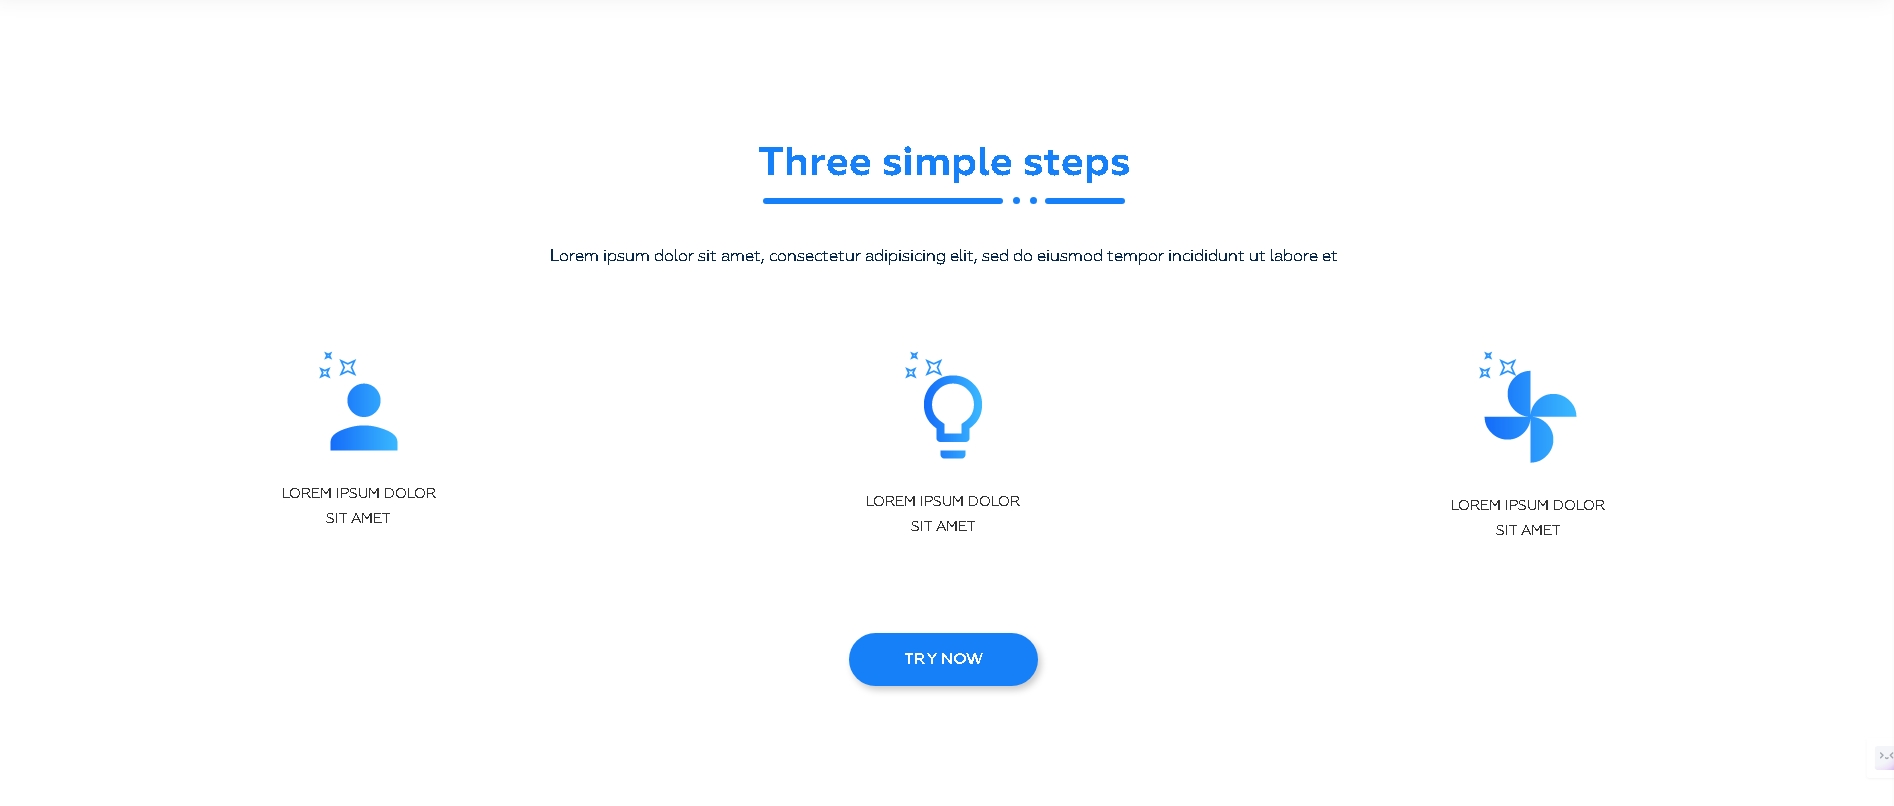 Three simple steps
Lorem ipsum dolor sit amet, consectetur adipisicing elit, sed do eiusmod tempor incididunt ut labore et
LOREM IPSUM DOLOR
SIT AMET
LOREM IPSUM DOLOR
SIT AMET
LOREM IPSUM DOLOR
SIT AMET
TRY NOW